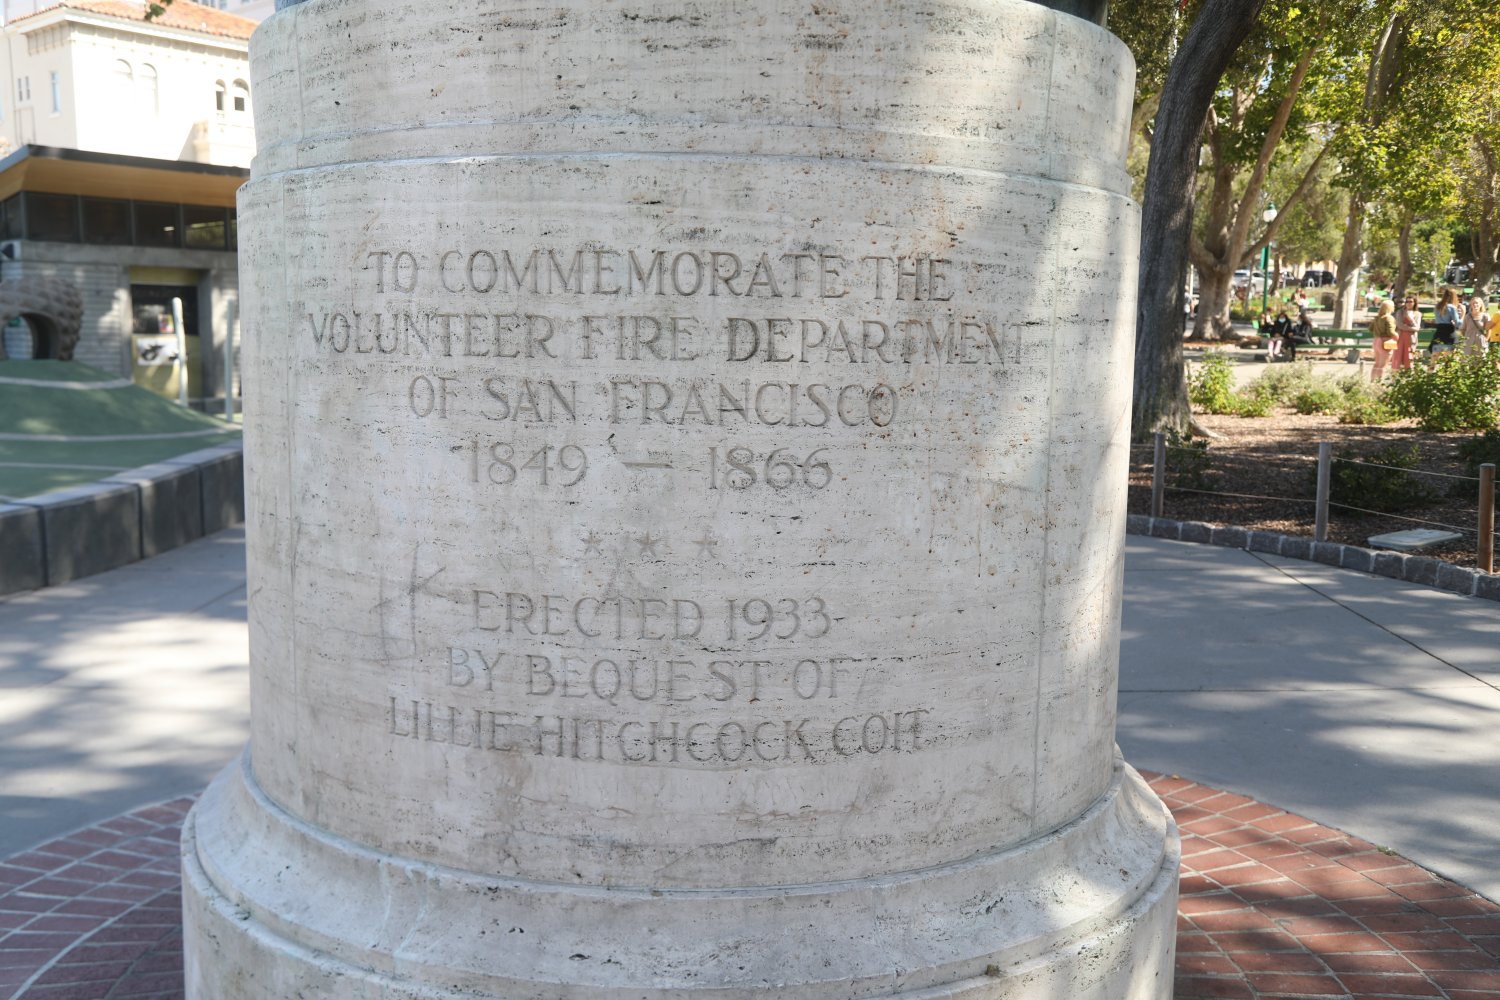 TO COMMEMORATE THE
VOLUNTEER FIRE DEPARTMENT
OF SAN FRANCISCO
1849 — 1866
★ ★ ★
ERECTED 1933
BY BEQUEST OF
LILLIE HITCHCOCK COIT